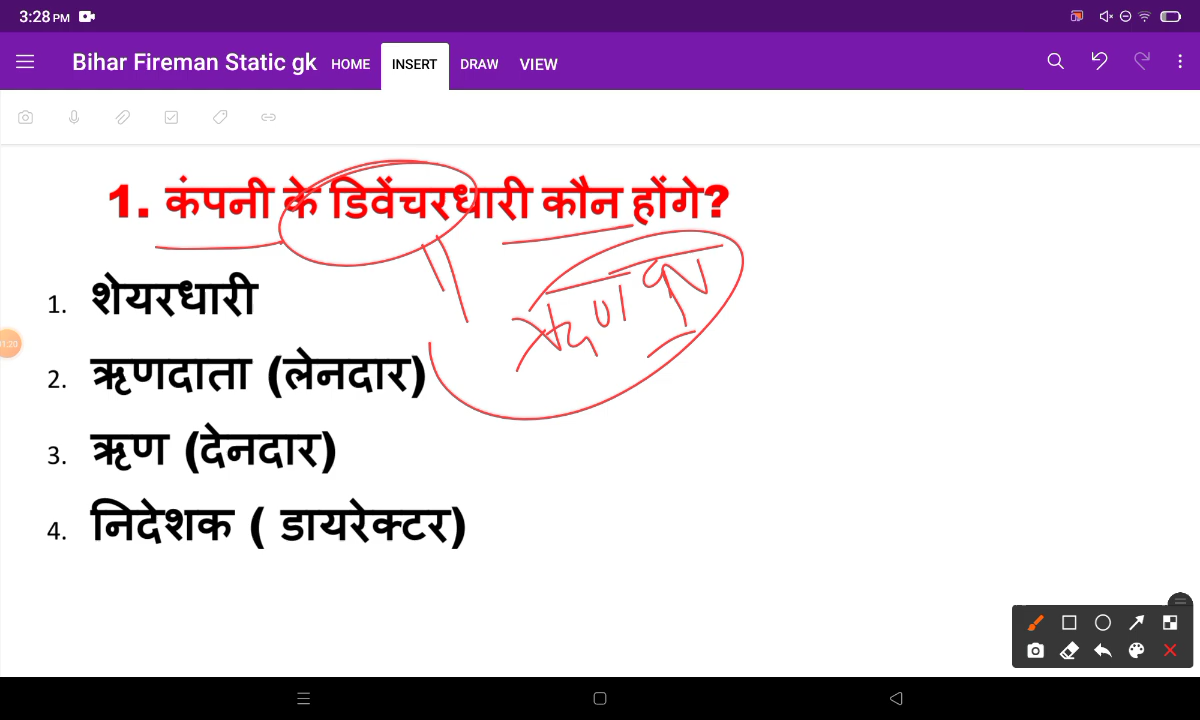 3:28 PM
Bihar Fireman Static gk HOME INSERT DRAW VIEW
1. कंपनी के डिवेंचरधारी कौन होंगे?
1. शेयरधारी
2. ऋणदाता (लेनदार)
3. ऋण (देनदार)
4. निदेशक ( डायरेक्टर)